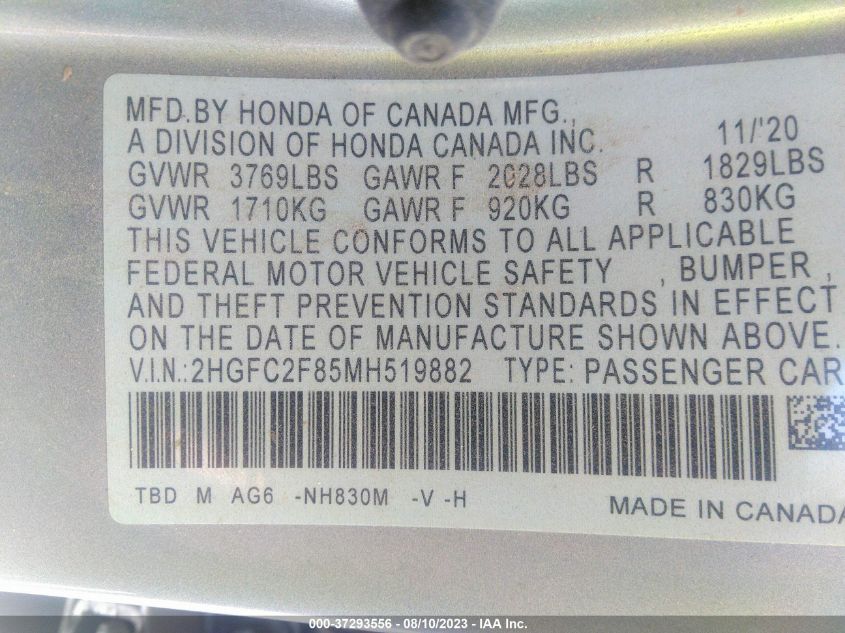 MFD.BY HONDA OF CANADA MFG.,
A DIVISION OF HONDA CANADA INC. 11/'20
GVWR 3769LBS GAWR F 2028LBS R 1829LBS
GVWR 1710KG GAWR F 920KG R 830KG
THIS VEHICLE CONFORMS TO ALL APPLICABLE
FEDERAL MOTOR VEHICLE SAFETY , BUMPER ,
AND THEFT PREVENTION STANDARDS IN EFFECT
ON THE DATE OF MANUFACTURE SHOWN ABOVE.
V.I.N.:2HGFC2F85MH519882 TYPE: PASSENGER CAR
TBD M AG6 -NH830M -V -H
MADE IN CANADA
000-37293556 — 08/10/2023 — IAA Inc.